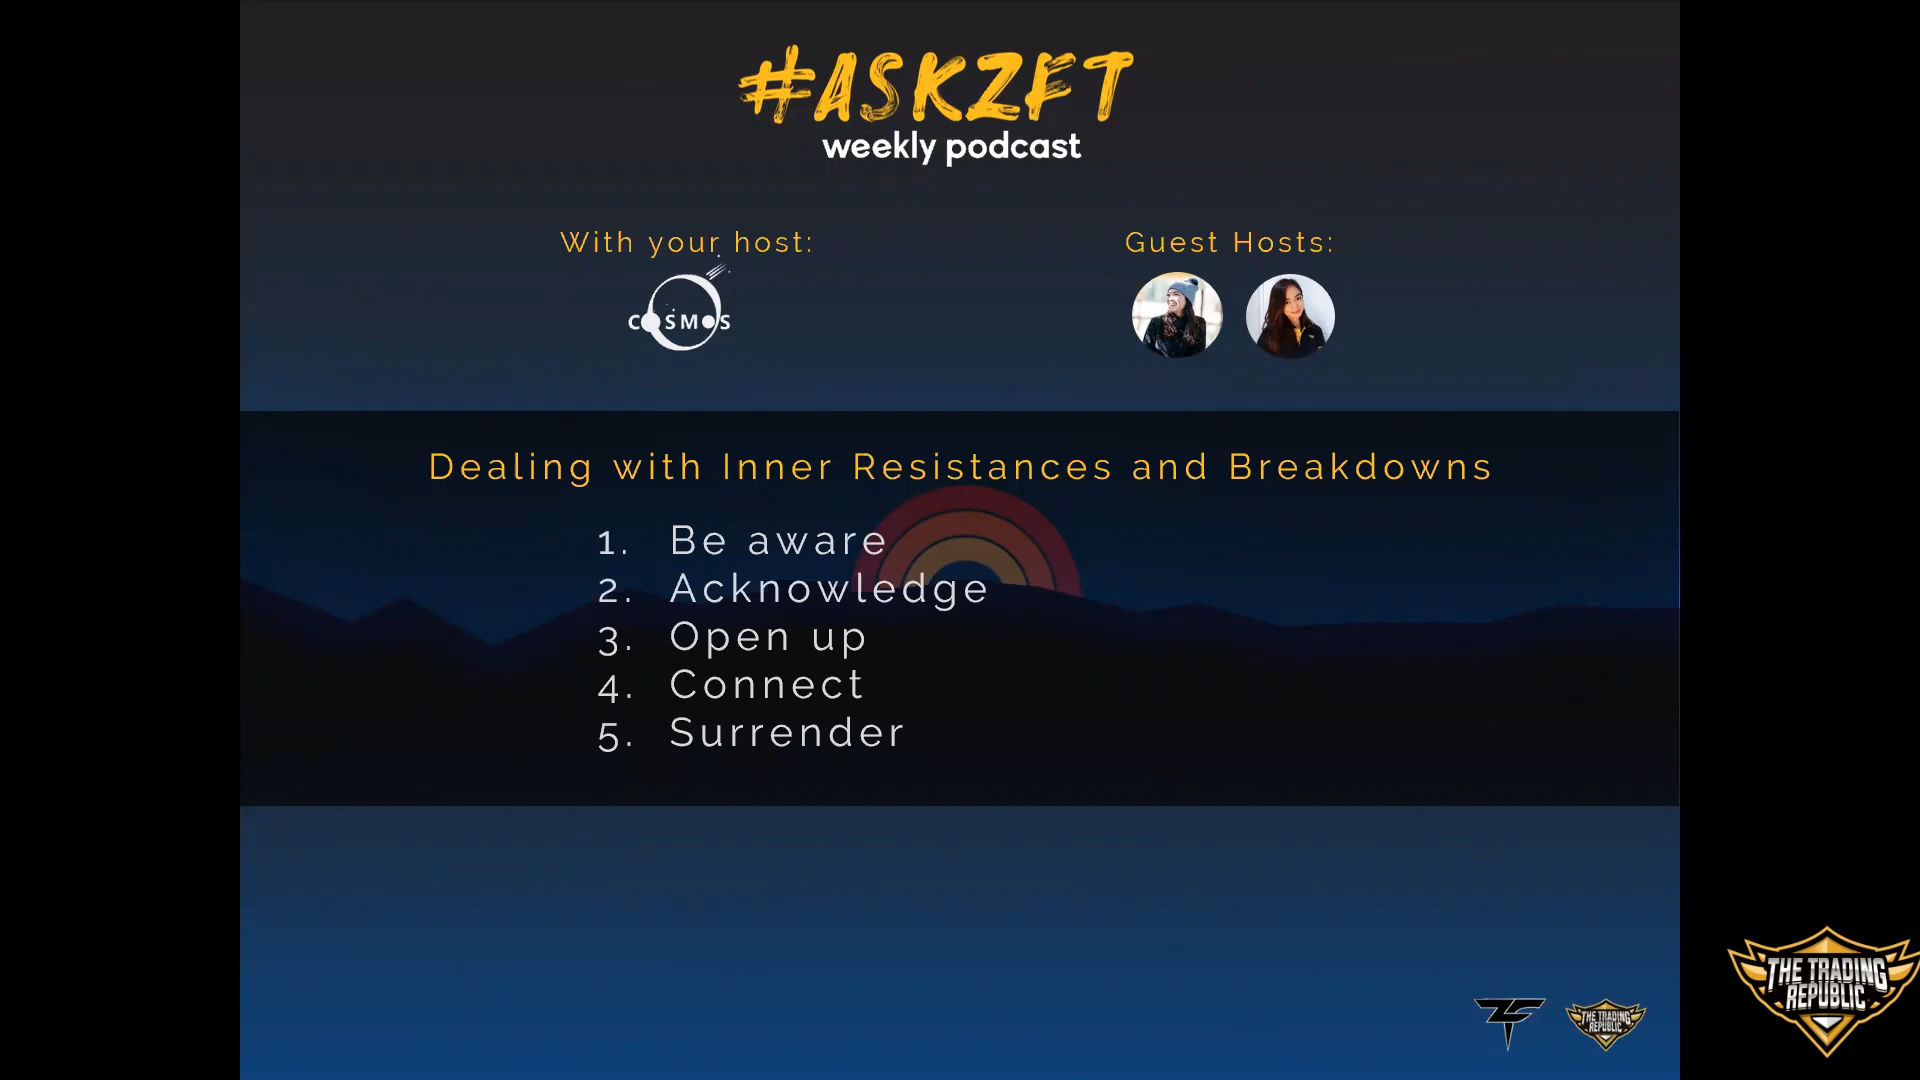 #ASKZFT
weekly podcast
With your host:
Guest Hosts:
COSMOS
Dealing with Inner Resistances and Breakdowns
1. Be aware
2. Acknowledge
3. Open up
4. Connect
5. Surrender
THE TRADING
REPUBLIC
THE TRADING
REPUBLIC